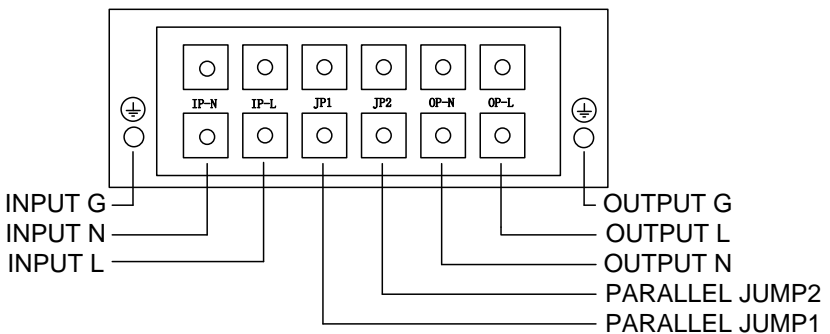 IP-N IP-L JP1 JP2 OP-N OP-L
INPUT G
INPUT N
INPUT L
OUTPUT G
OUTPUT L
OUTPUT N
PARALLEL JUMP2
PARALLEL JUMP1